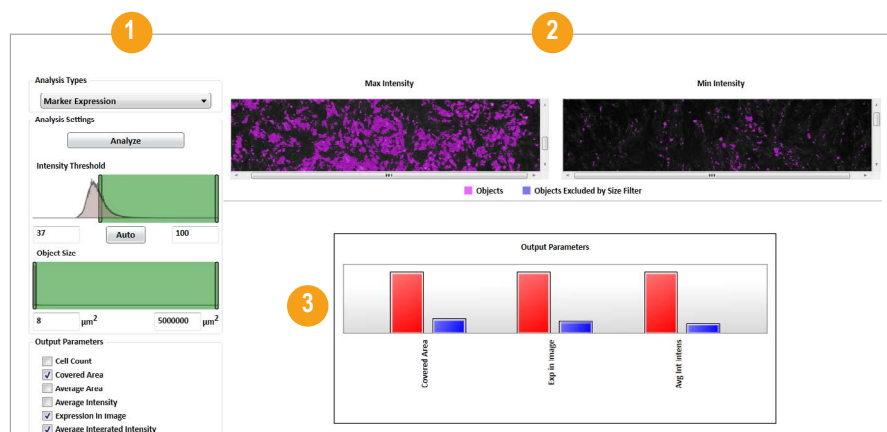 1
2
Analysis Types
Marker Expression
Analysis Settings
Analyze
Intensity Threshold
37
Auto
100
Object Size
8
µm²
5000000
µm²
Output Parameters
Cell Count
Covered Area
Average Area
Average Intensity
Expression in Image
Average Integrated Intensity
Max Intensity
Min Intensity
Objects
Objects Excluded by Size Filter
3
Output Parameters
Covered Area
Exp in Image
Avg Int Intens